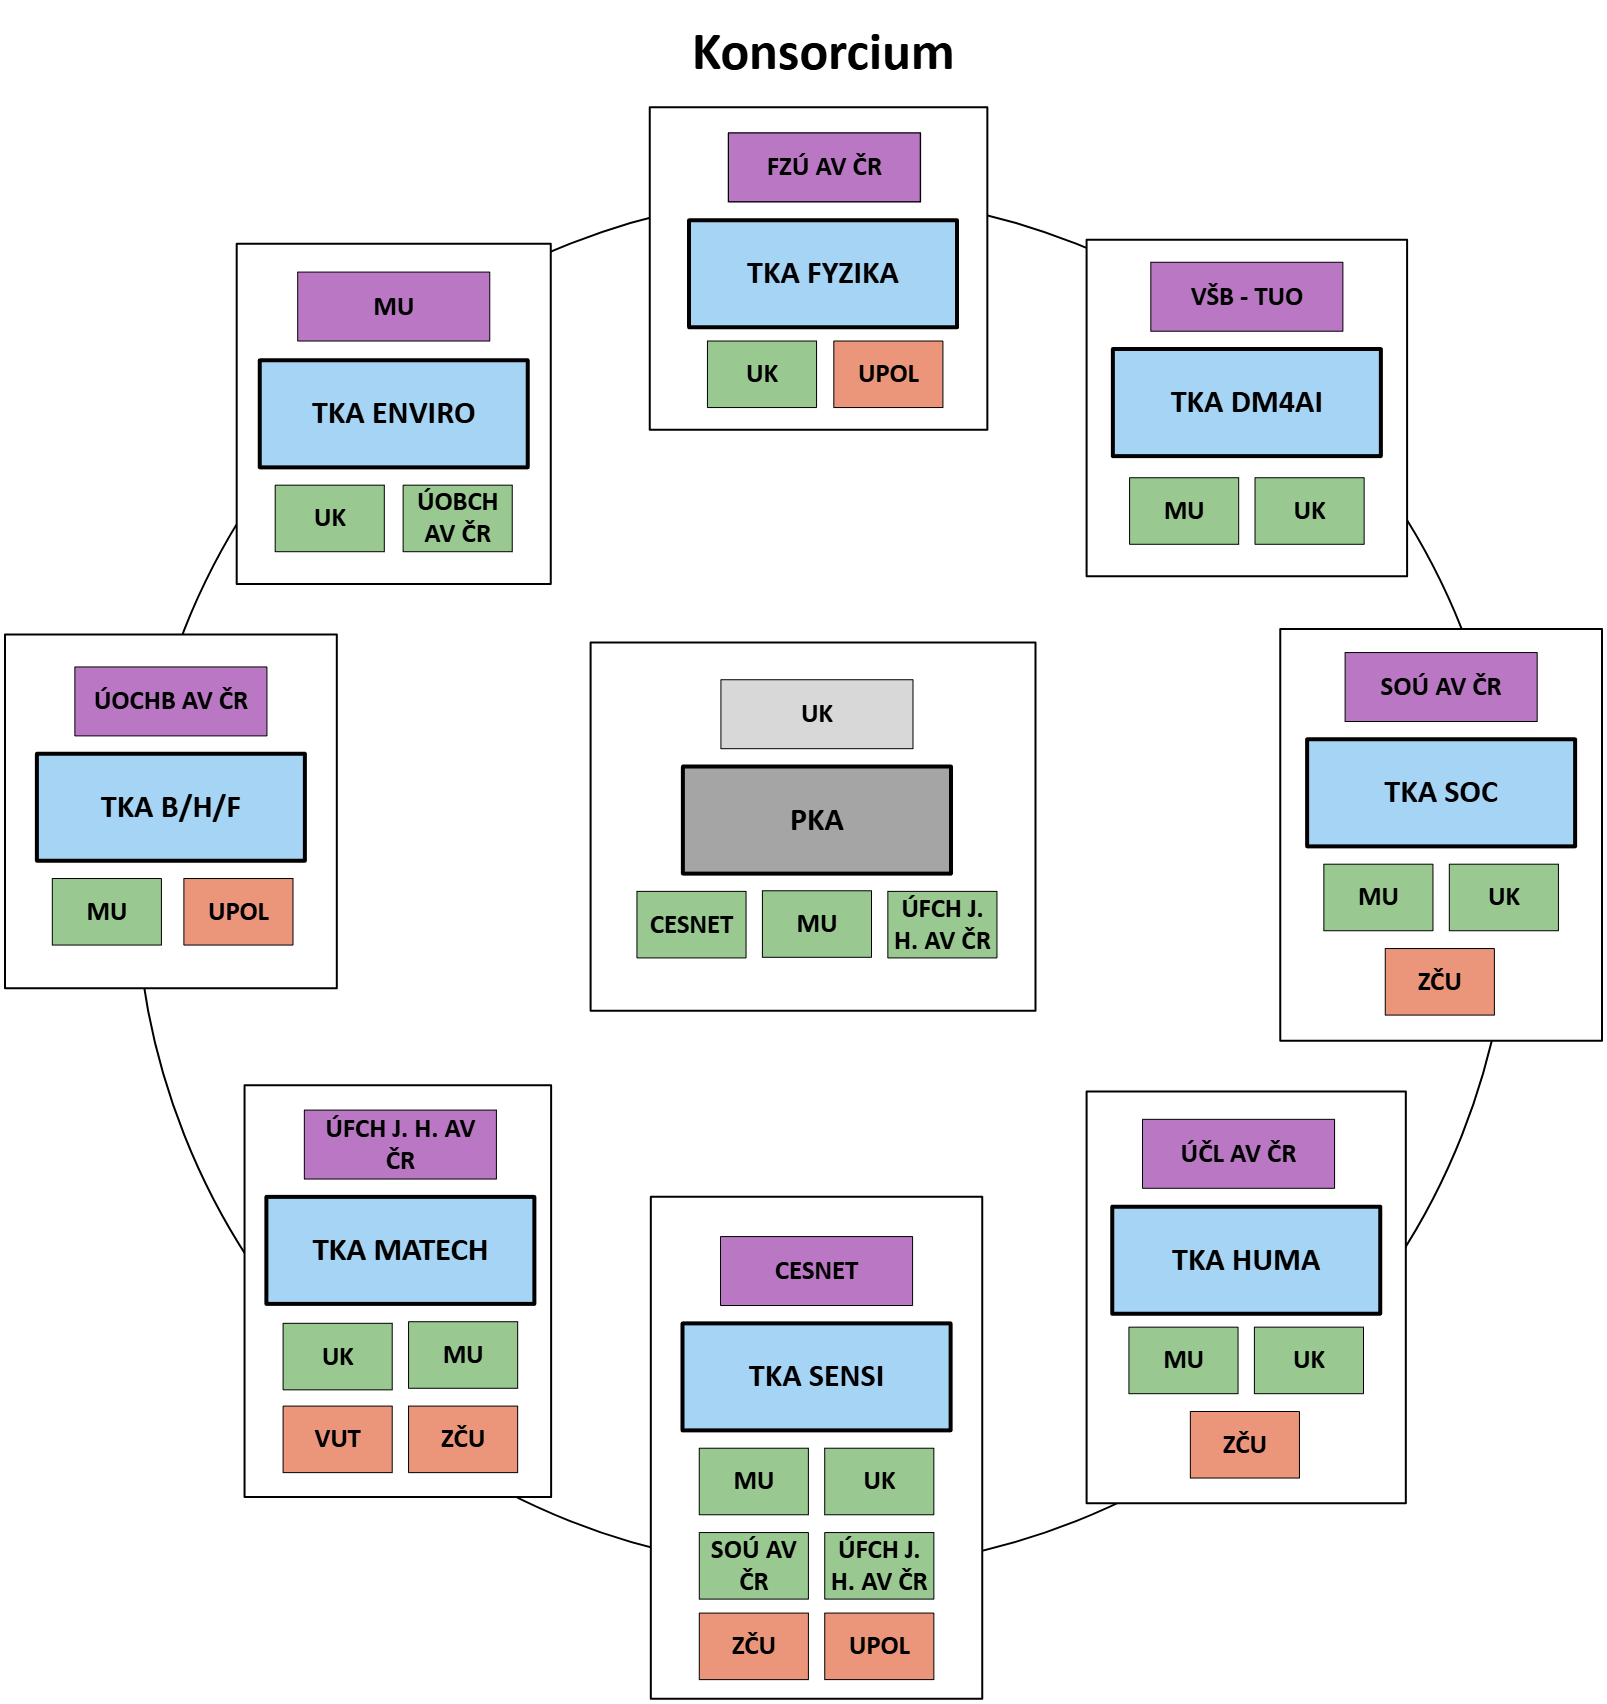 Konsorcium
FZÚ AV ČR
TKA FYZIKA
UK
UPOL
MU
TKA ENVIRO
UK
ÚOBCH
AV ČR
VŠB - TUO
TKA DM4AI
MU
UK
ÚOCHB AV ČR
TKA B/H/F
MU
UPOL
UK
PKA
CESNET
MU
ÚFCH J.
H. AV ČR
SOÚ AV ČR
TKA SOC
MU
UK
ZČU
ÚFCH J. H. AV
ČR
TKA MATECH
UK
MU
VUT
ZČU
CESNET
TKA SENSI
MU
UK
SOÚ AV
ČR
ÚFCH J.
H. AV ČR
ZČU
UPOL
ÚČL AV ČR
TKA HUMA
MU
UK
ZČU